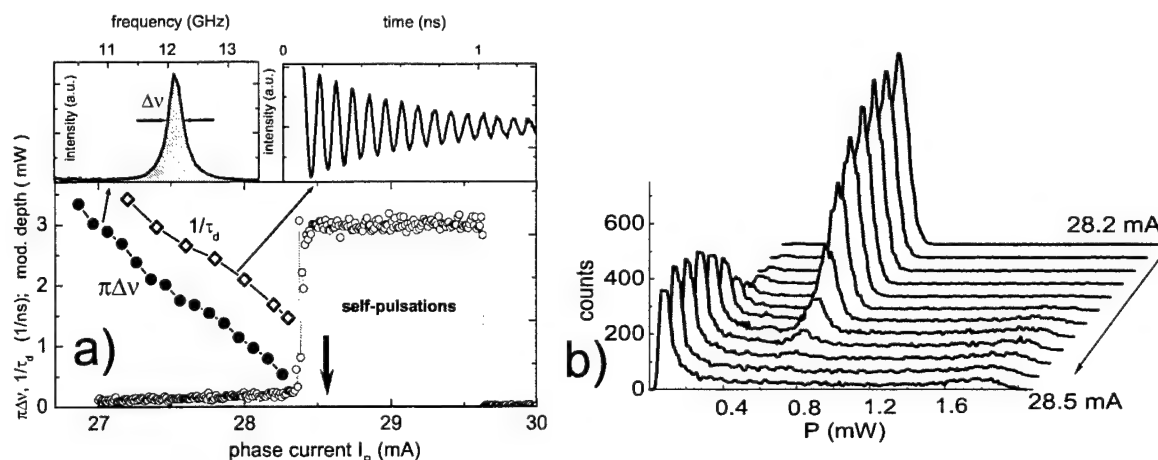 frequency (GHz)
11 12 13
time (ns)
0 1
intensity (a.u.)
Δν
intensity (a.u.)
πΔν, 1/τd (1/ns); mod. depth ( mW)
3
2
1
0
1/τd
πΔν
self-pulsations
a)
27 28 29 30
phase current IP (mA)
counts
600
400
200
0
28.2 mA
28.5 mA
b)
0.4 0.8 1.2 1.6
P (mW)